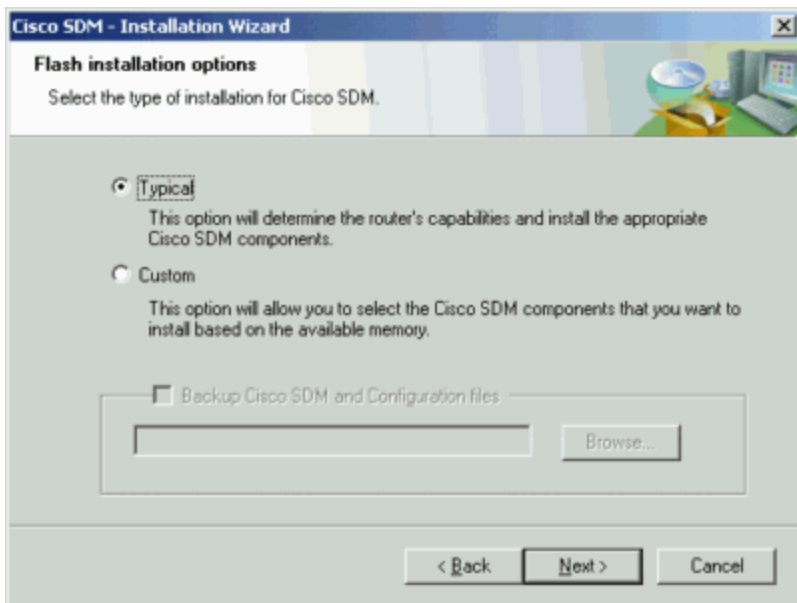 Cisco SDM - Installation Wizard
Flash installation options
Select the type of installation for Cisco SDM.
Typical
This option will determine the router's capabilities and install the appropriate
Cisco SDM components.
Custom
This option will allow you to select the Cisco SDM components that you want to
install based on the available memory.
Backup Cisco SDM and Configuration files
Browse...
< Back
Next >
Cancel